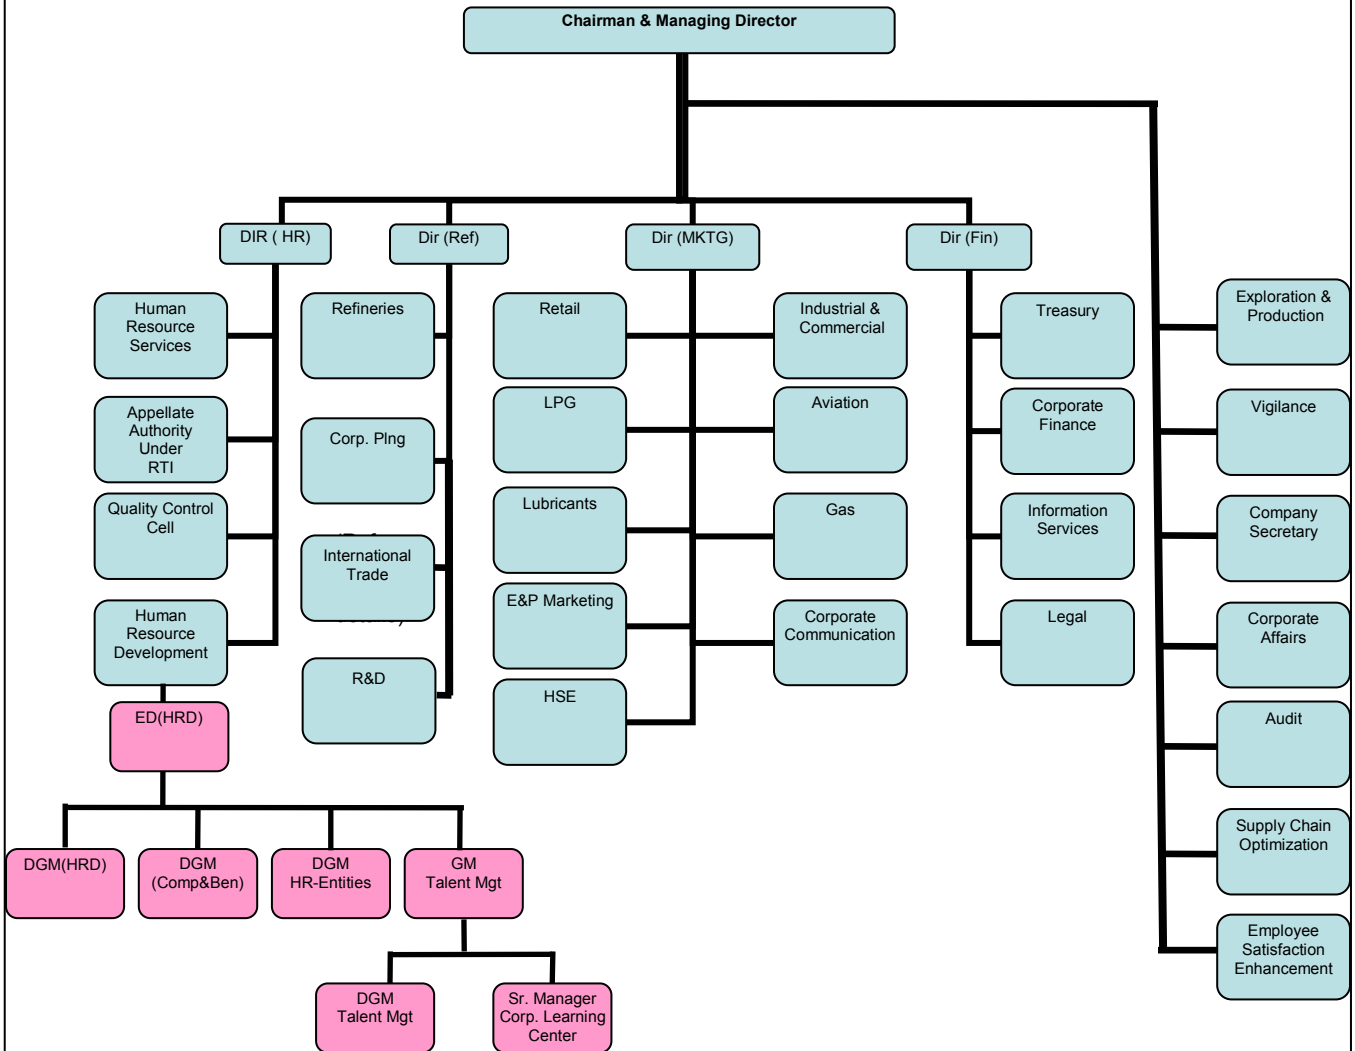 Chairman & Managing Director
DIR ( HR)
Dir (Ref)
Dir (MKTG)
Dir (Fin)
Human
Resource
Services
Appellate
Authority
Under
RTI
Quality Control
Cell
Human
Resource
Development
Refineries
Corp. Plng
International
Trade
R&D
Retail
LPG
Lubricants
E&P Marketing
HSE
Industrial &
Commercial
Aviation
Gas
Corporate
Communication
Treasury
Corporate
Finance
Information
Services
Legal
Exploration &
Production
Vigilance
Company
Secretary
Corporate
Affairs
Audit
Supply Chain
Optimization
Employee
Satisfaction
Enhancement
ED(HRD)
DGM(HRD)
DGM
(Comp&Ben)
DGM
HR-Entities
GM
Talent Mgt
DGM
Talent Mgt
Sr. Manager
Corp. Learning
Center